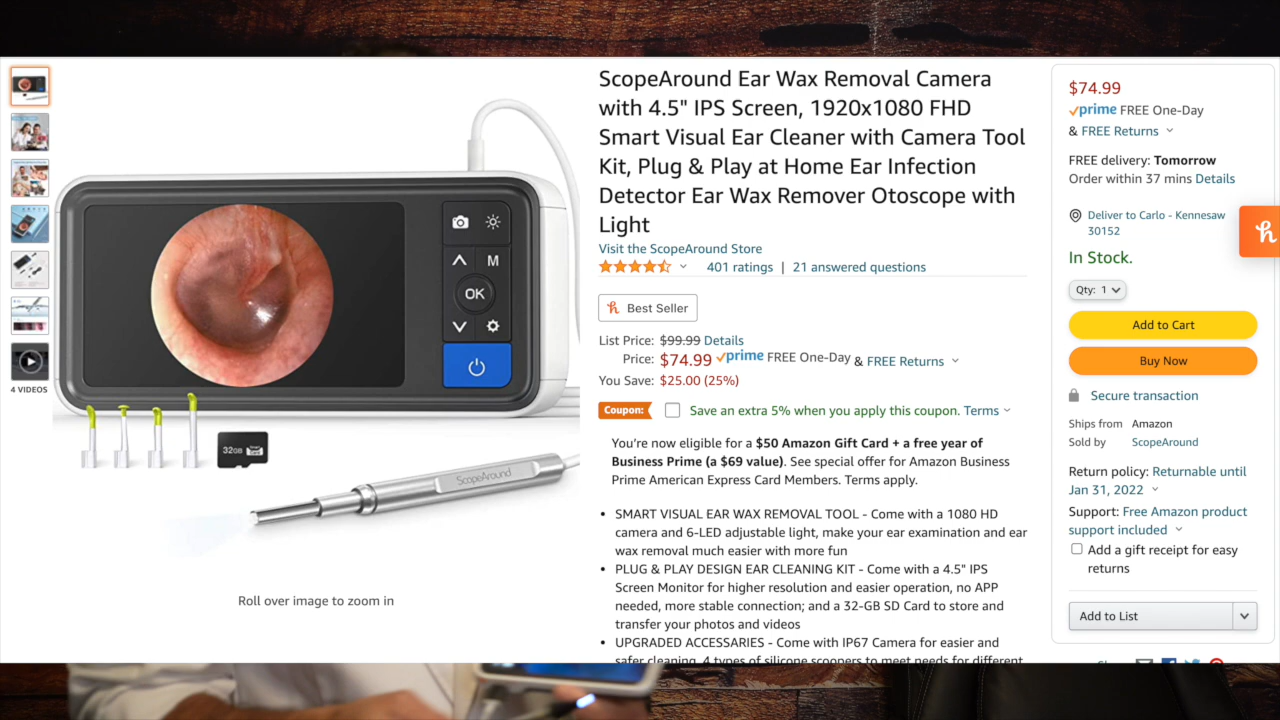 ScopeAround Ear Wax Removal Camera
with 4.5" IPS Screen, 1920x1080 FHD
Smart Visual Ear Cleaner with Camera Tool
Kit, Plug & Play at Home Ear Infection
Detector Ear Wax Remover Otoscope with
Light
Visit the ScopeAround Store
401 ratings | 21 answered questions
Best Seller
List Price: $99.99 Details
Price: $74.99 prime FREE One-Day & FREE Returns
You Save: $25.00 (25%)
Coupon: Save an extra 5% when you apply this coupon. Terms
You're now eligible for a $50 Amazon Gift Card + a free year of
Business Prime (a $69 value). See special offer for Amazon Business
Prime American Express Card Members. Terms apply.
• SMART VISUAL EAR WAX REMOVAL TOOL - Come with a 1080 HD
camera and 6-LED adjustable light, make your ear examination and ear
wax removal much easier with more fun
• PLUG & PLAY DESIGN EAR CLEANING KIT - Come with a 4.5" IPS
Screen Monitor for higher resolution and easier operation, no APP
needed, more stable connection; and a 32-GB SD Card to store and
transfer your photos and videos
• UPGRADED ACCESSARIES - Come with IP67 Camera for easier and
safer cleaning, 4 types of silicone scoopers to meet needs for different
4 VIDEOS
M
OK
32GB
ScopeAround
Roll over image to zoom in
$74.99
prime FREE One-Day
& FREE Returns
FREE delivery: Tomorrow
Order within 37 mins Details
Deliver to Carlo - Kennesaw
30152
h
In Stock.
Qty: 1
Add to Cart
Buy Now
Secure transaction
Ships from Amazon
Sold by ScopeAround
Return policy: Returnable until
Jan 31, 2022
Support: Free Amazon product
support included
Add a gift receipt for easy
returns
Add to List